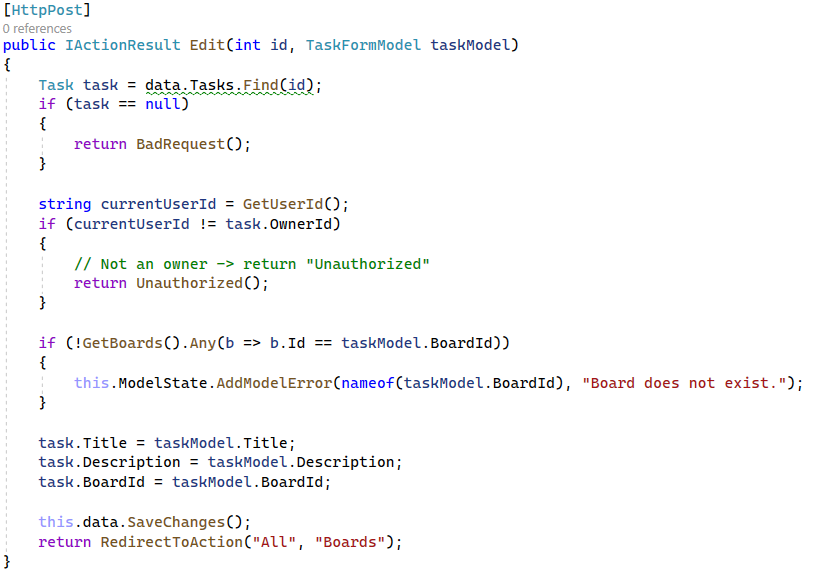 [HttpPost]
0 references
public IActionResult Edit(int id, TaskFormModel taskModel)
{
    Task task = data.Tasks.Find(id);
    if (task == null)
    {
        return BadRequest();
    }

    string currentUserId = GetUserId();
    if (currentUserId != task.OwnerId)
    {
        // Not an owner -> return "Unauthorized"
        return Unauthorized();
    }

    if (!GetBoards().Any(b => b.Id == taskModel.BoardId))
    {
        this.ModelState.AddModelError(nameof(taskModel.BoardId), "Board does not exist.");
    }

    task.Title = taskModel.Title;
    task.Description = taskModel.Description;
    task.BoardId = taskModel.BoardId;

    this.data.SaveChanges();
    return RedirectToAction("All", "Boards");
}